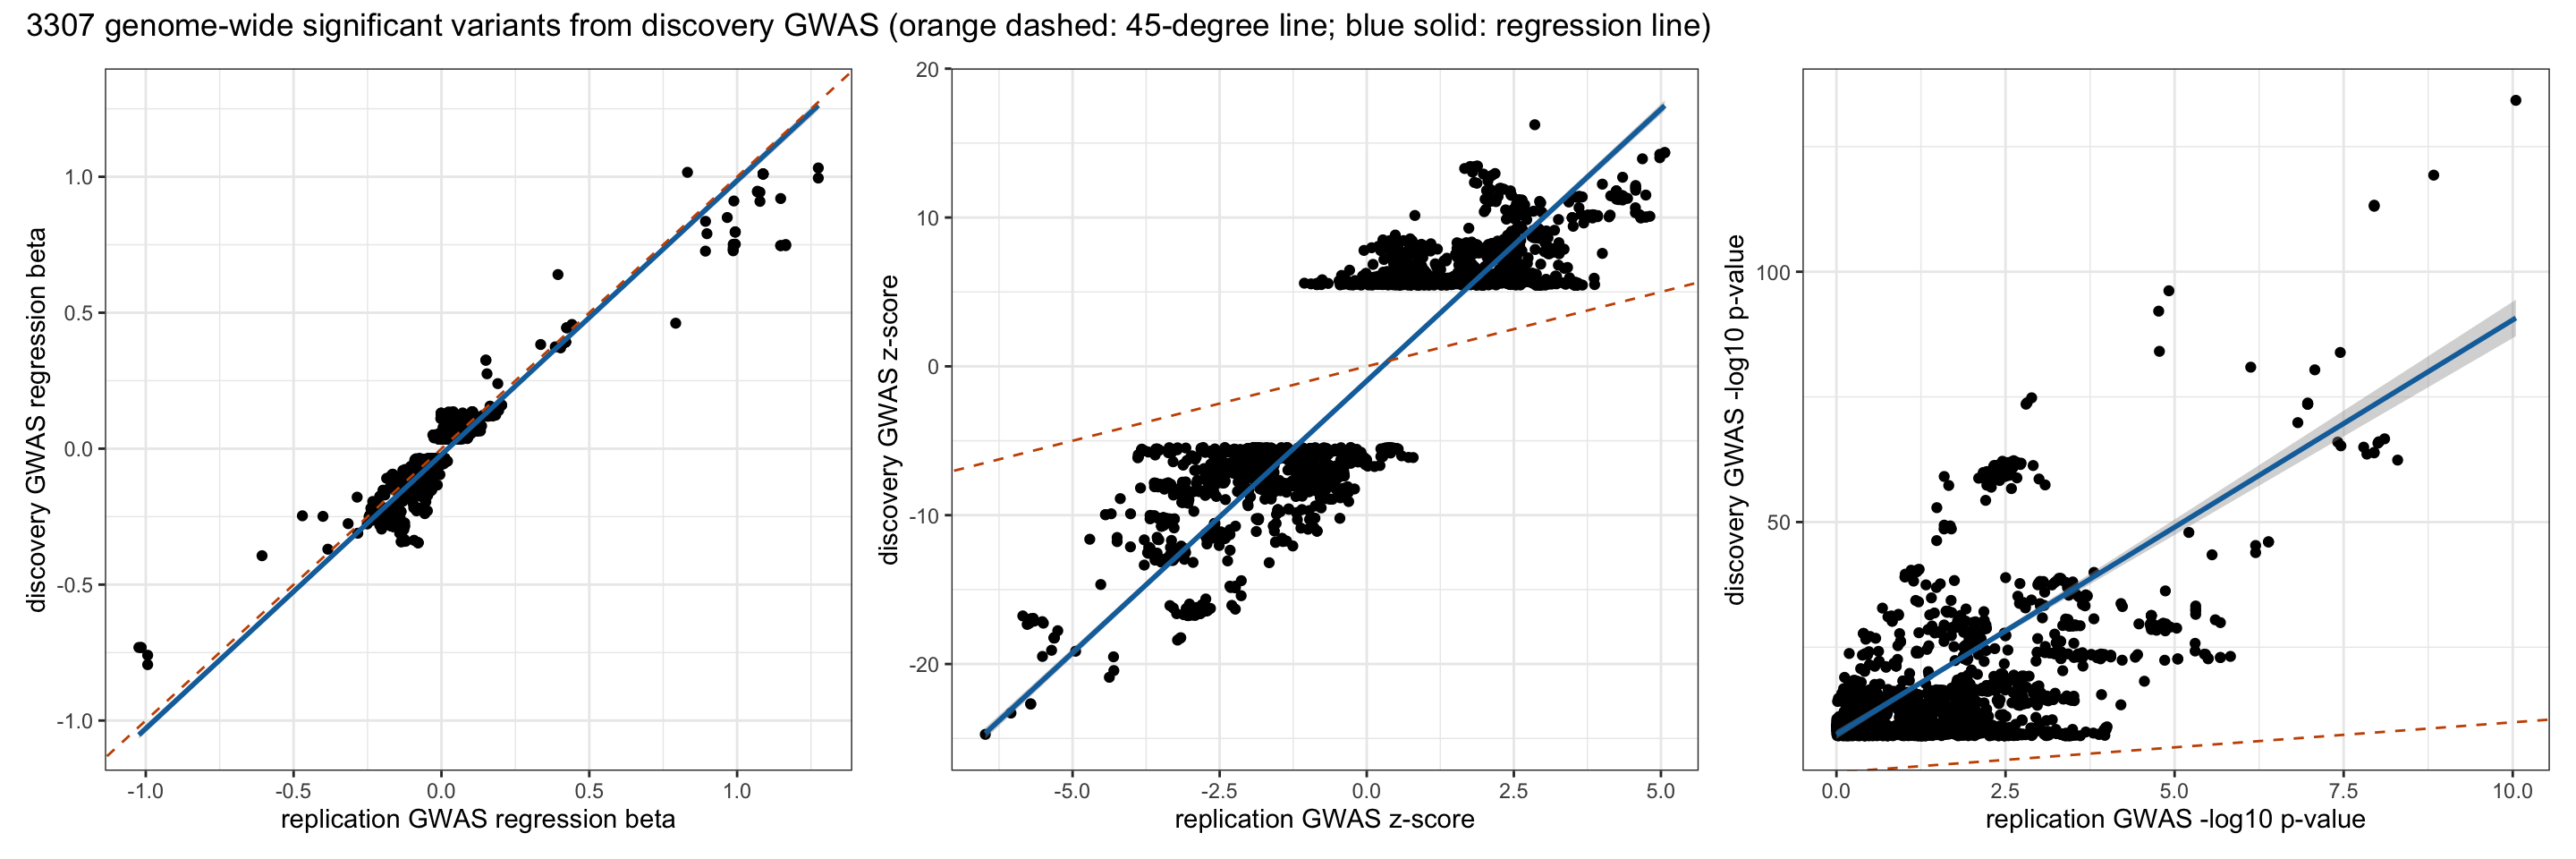 3307 genome-wide significant variants from discovery GWAS (orange dashed: 45-degree line; blue solid: regression line)
discovery GWAS regression beta
1.0
0.5
0.0
-0.5
-1.0
-1.0 -0.5 0.0 0.5 1.0
replication GWAS regression beta
discovery GWAS z-score
20
10
0
-10
-20
-5.0 -2.5 0.0 2.5 5.0
replication GWAS z-score
discovery GWAS -log10 p-value
100
50
0.0 2.5 5.0 7.5 10.0
replication GWAS -log10 p-value